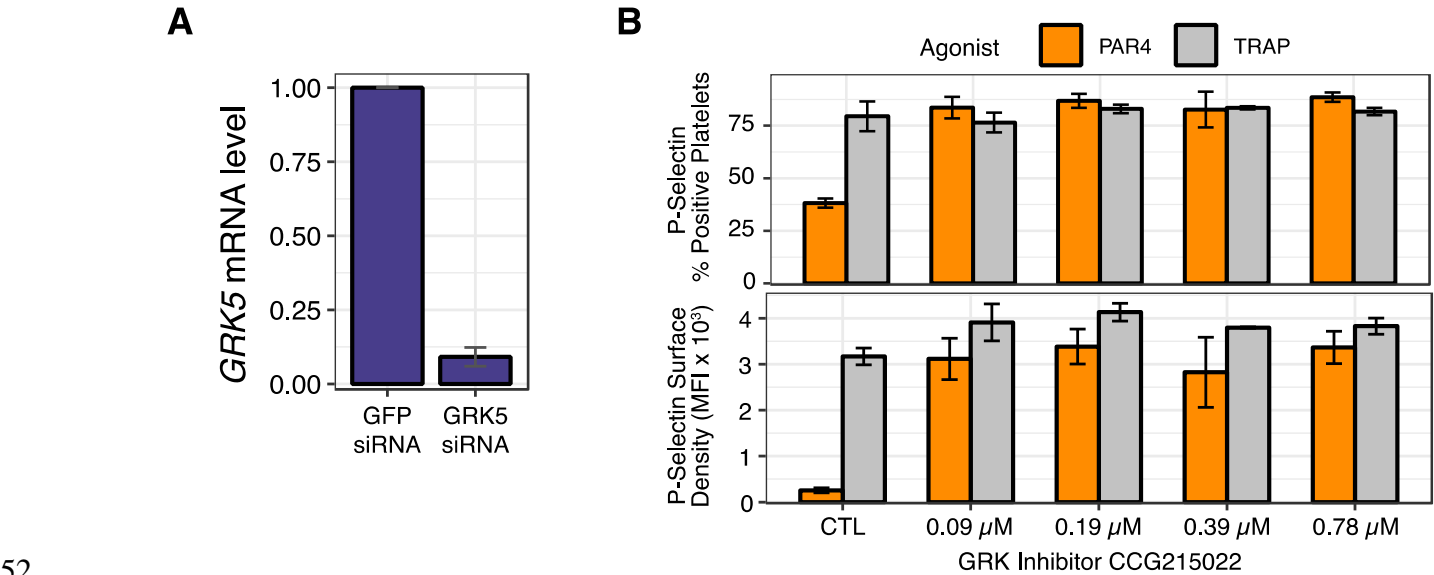 A
GRK5 mRNA level
1.00
0.75
0.50
0.25
0.00
GFP
siRNA
GRK5
siRNA
B
Agonist PAR4 TRAP
P-Selectin
% Positive Platelets
75
50
25
0
P-Selectin Surface
Density (MFI x 10³)
4
3
2
1
0
CTL 0.09 µM 0.19 µM 0.39 µM 0.78 µM
GRK Inhibitor CCG215022
52